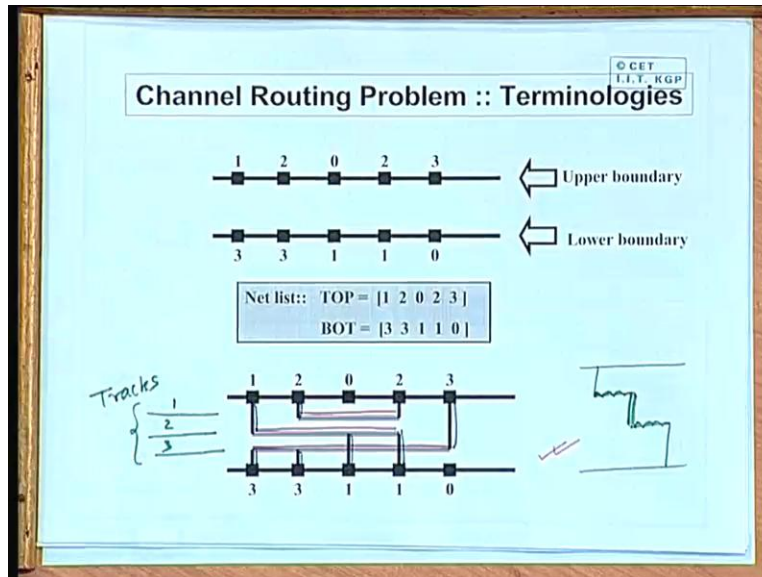 © CET
I.I.T. KGP
Channel Routing Problem :: Terminologies
1 2 0 2 3
Upper boundary
3 3 1 1 0
Lower boundary
Net list:: TOP = [1 2 0 2 3]
BOT = [3 3 1 1 0]
Tracks
1
2
3
1 2 0 2 3
3 3 1 1 0